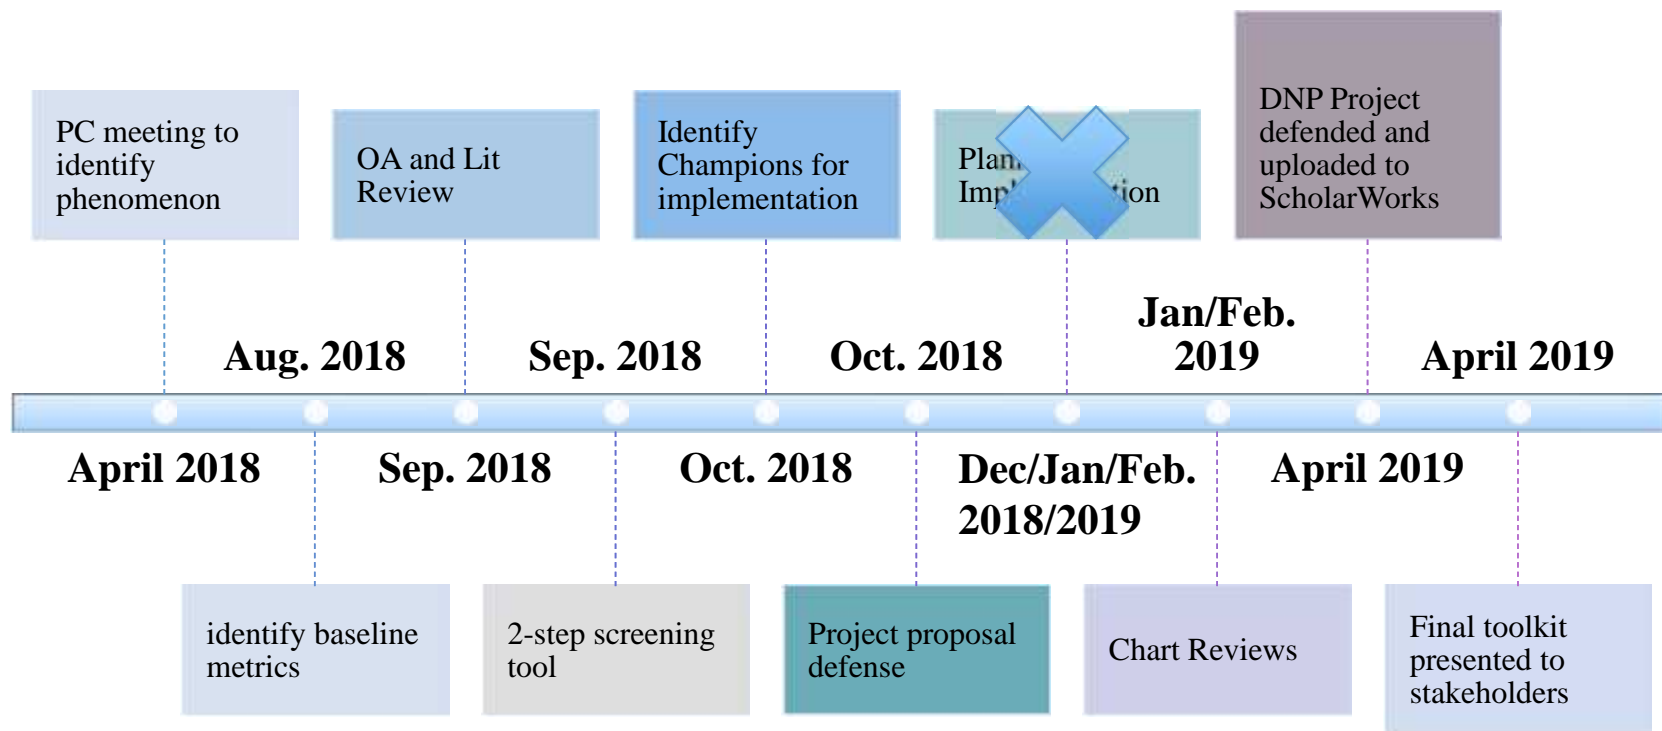 PC meeting to
identify
phenomenon
OA and Lit
Review
Identify
Champions for
implementation
DNP Project
defended and
uploaded to
ScholarWorks
Aug. 2018
Sep. 2018
Oct. 2018
Jan/Feb.
2019
April 2019
April 2018
Sep. 2018
Oct. 2018
Dec/Jan/Feb.
2018/2019
April 2019
identify baseline
metrics
2-step screening
tool
Project proposal
defense
Chart Reviews
Final toolkit
presented to
stakeholders